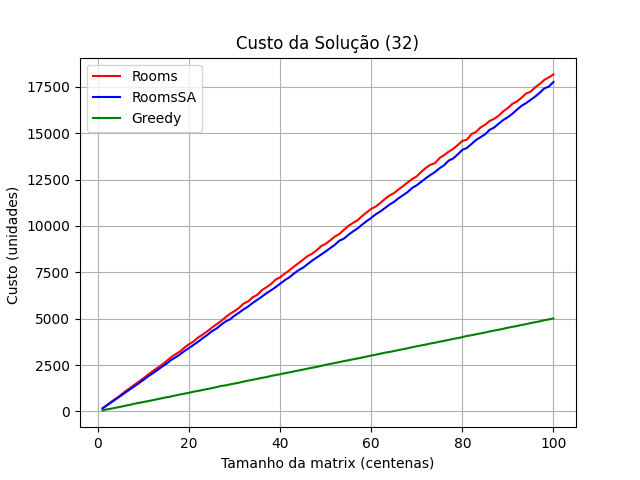 Custo da Solução (32)
Rooms
RoomsSA
Greedy
Custo (unidades)
17500
15000
12500
10000
7500
5000
2500
0
0 20 40 60 80 100
Tamanho da matrix (centenas)